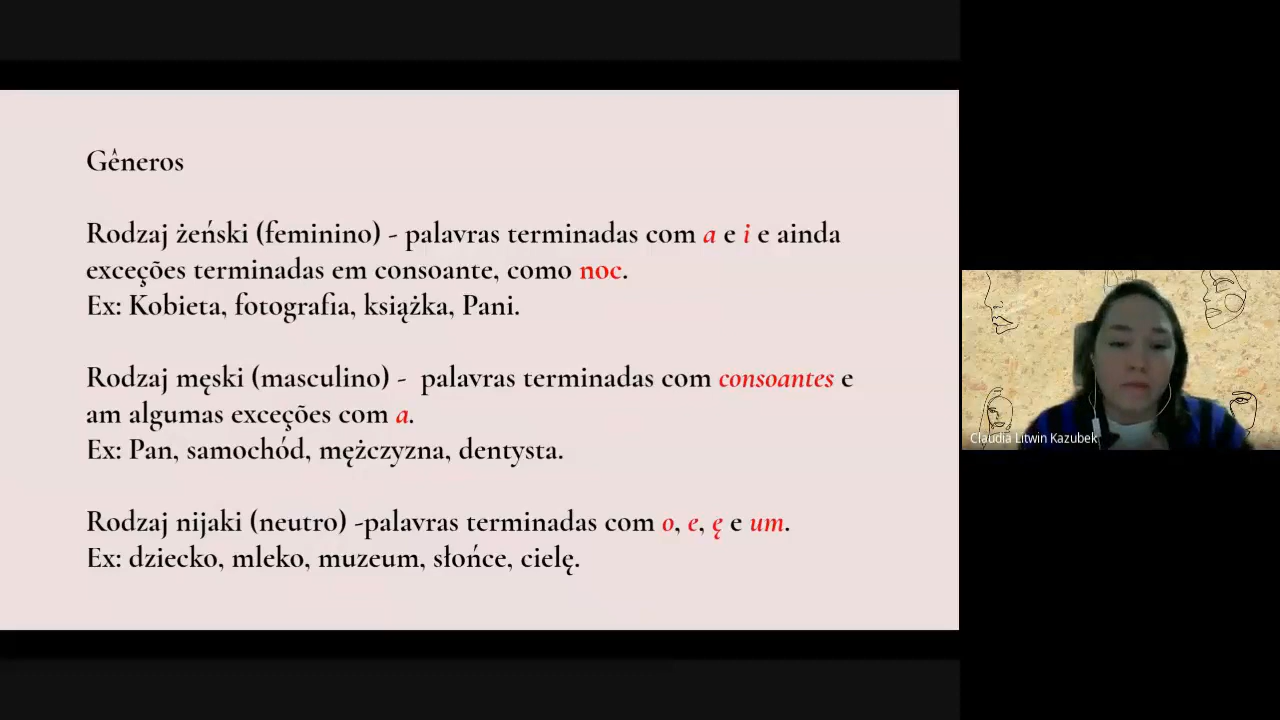 Gêneros
Rodzaj żeński (feminino) - palavras terminadas com a e i e ainda
exceções terminadas em consoante, como noc.
Ex: Kobieta, fotografia, książka, Pani.
Rodzaj męski (masculino) - palavras terminadas com consoantes e
am algumas exceções com a.
Ex: Pan, samochód, mężczyzna, dentysta.
Rodzaj nijaki (neutro) -palavras terminadas com o, e, ę e um.
Ex: dziecko, mleko, muzeum, słońce, cielę.
Claudia Litwin Kazubek